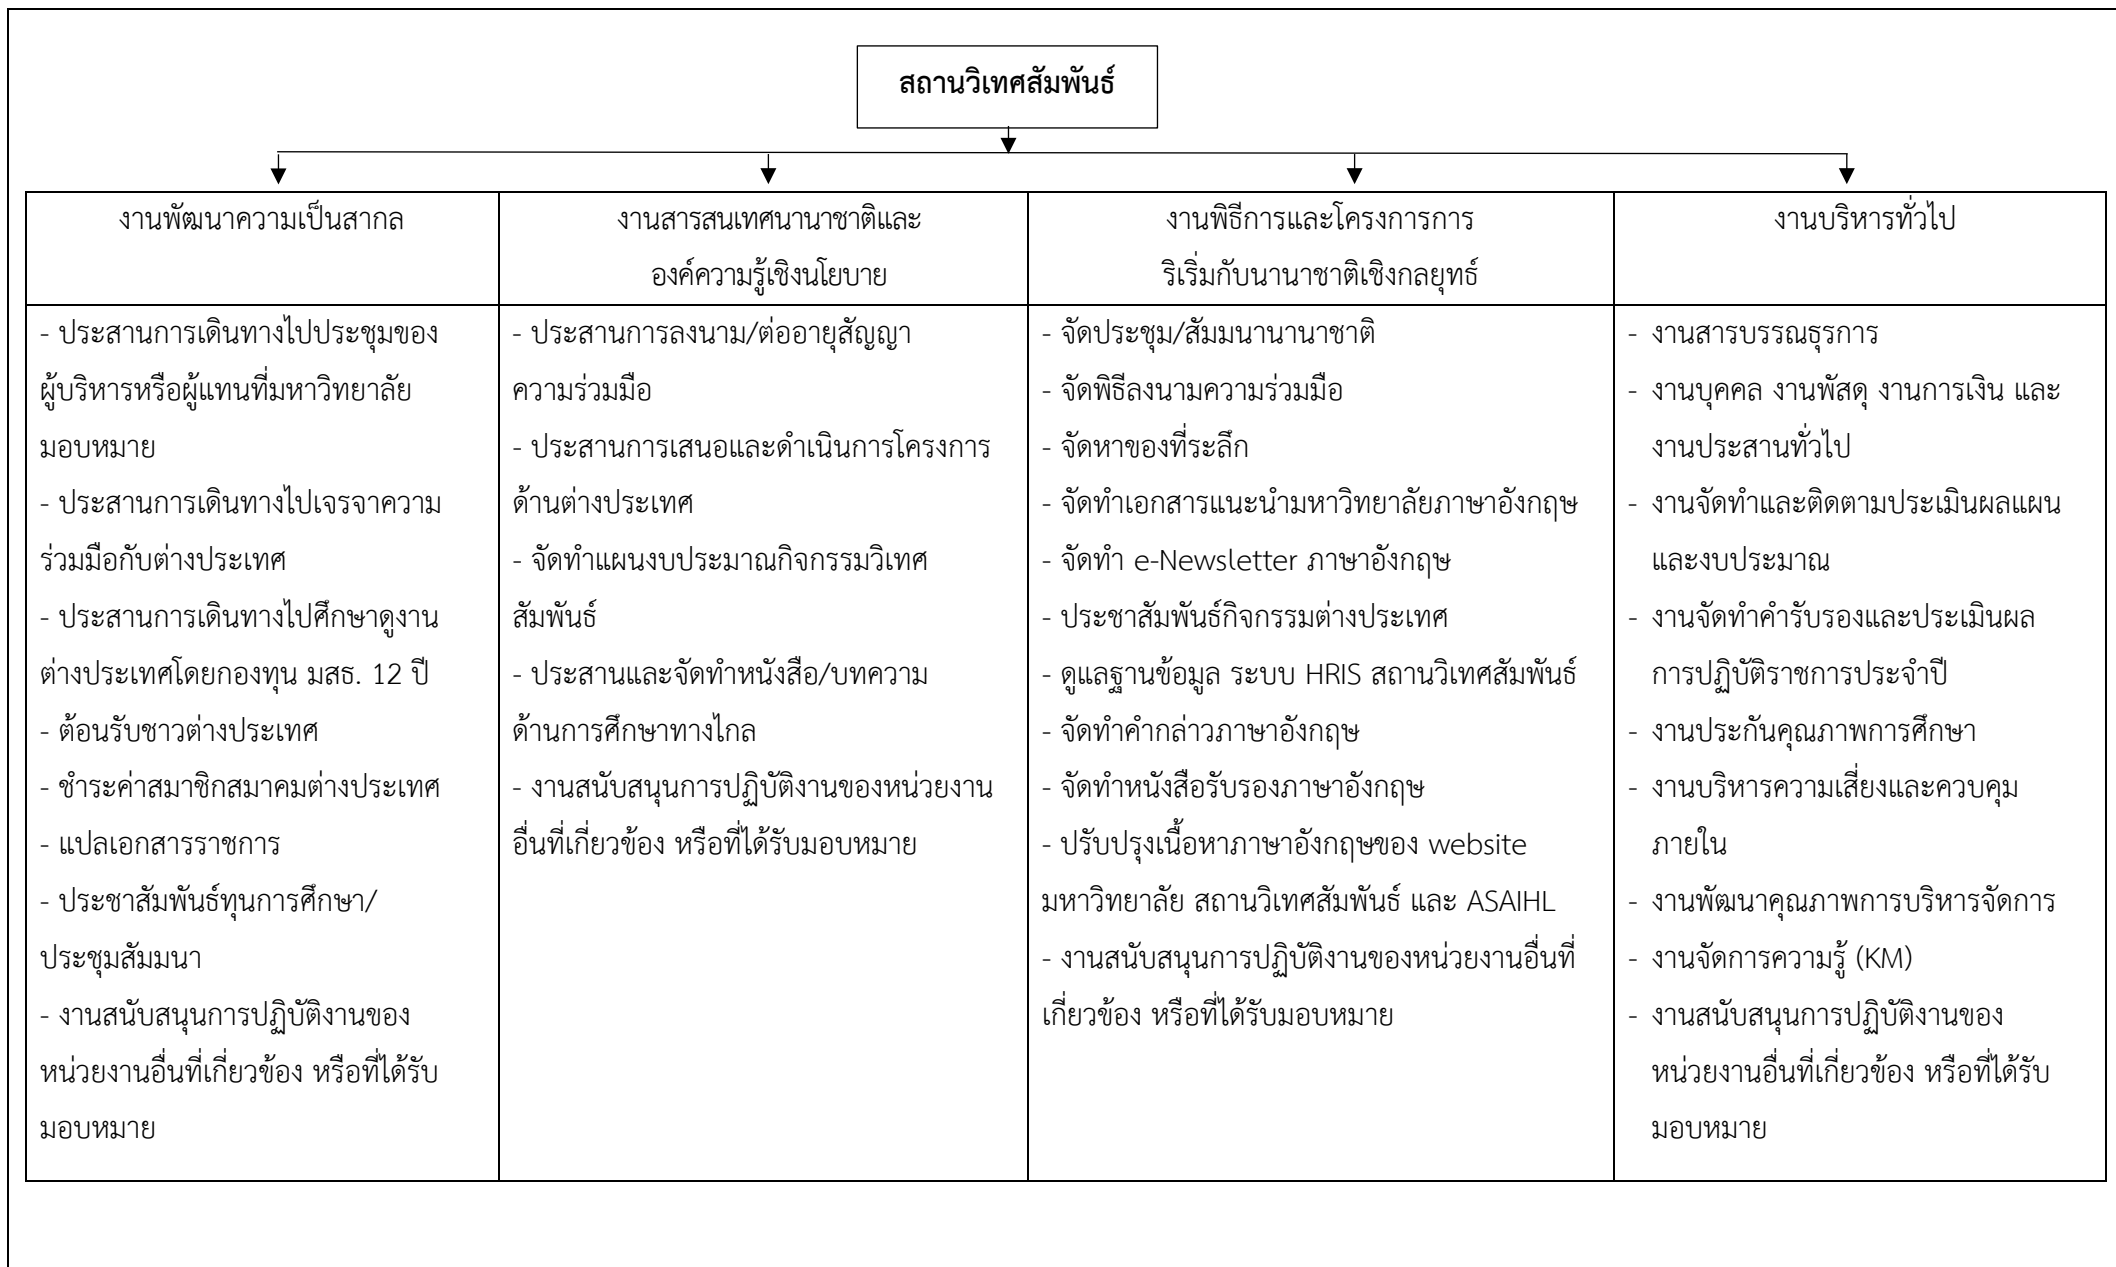 สถานวิเทศสัมพันธ์
งานพัฒนาความเป็นสากล
งานสารสนเทศนานาชาติและ
องค์ความรู้เชิงนโยบาย
งานพิธีการและโครงการการ
ริเริ่มกับนานาชาติเชิงกลยุทธ์
งานบริหารทั่วไป
- ประสานการเดินทางไปประชุมของ
ผู้บริหารหรือผู้แทนที่มหาวิทยาลัย
มอบหมาย
- ประสานการเดินทางไปเจรจาความ
ร่วมมือกับต่างประเทศ
- ประสานการเดินทางไปศึกษาดูงาน
ต่างประเทศโดยกองทุน มสธ. 12 ปี
- ต้อนรับชาวต่างประเทศ
- ชำระค่าสมาชิกสมาคมต่างประเทศ
- แปลเอกสารราชการ
- ประชาสัมพันธ์ทุนการศึกษา/
ประชุมสัมมนา
- งานสนับสนุนการปฏิบัติงานของ
หน่วยงานอื่นที่เกี่ยวข้อง หรือที่ได้รับ
มอบหมาย
- ประสานการลงนาม/ต่ออายุสัญญา
ความร่วมมือ
- ประสานการเสนอและดำเนินการโครงการ
ด้านต่างประเทศ
- จัดทำแผนงบประมาณกิจกรรมวิเทศ
สัมพันธ์
- ประสานและจัดทำหนังสือ/บทความ
ด้านการศึกษาทางไกล
- งานสนับสนุนการปฏิบัติงานของหน่วยงาน
อื่นที่เกี่ยวข้อง หรือที่ได้รับมอบหมาย
- จัดประชุม/สัมมนานานาชาติ
- จัดพิธีลงนามความร่วมมือ
- จัดหาของที่ระลึก
- จัดทำเอกสารแนะนำมหาวิทยาลัยภาษาอังกฤษ
- จัดทำ e-Newsletter ภาษาอังกฤษ
- ประชาสัมพันธ์กิจกรรมต่างประเทศ
- ดูแลฐานข้อมูล ระบบ HRIS สถานวิเทศสัมพันธ์
- จัดทำคำกล่าวภาษาอังกฤษ
- จัดทำหนังสือรับรองภาษาอังกฤษ
- ปรับปรุงเนื้อหาภาษาอังกฤษของ website
มหาวิทยาลัย สถานวิเทศสัมพันธ์ และ ASAIHL
- งานสนับสนุนการปฏิบัติงานของหน่วยงานอื่นที่
เกี่ยวข้อง หรือที่ได้รับมอบหมาย
- งานสารบรรณธุรการ
- งานบุคคล งานพัสดุ งานการเงิน และ
งานประสานทั่วไป
- งานจัดทำและติดตามประเมินผลแผน
และงบประมาณ
- งานจัดทำคำรับรองและประเมินผล
การปฏิบัติราชการประจำปี
- งานประกันคุณภาพการศึกษา
- งานบริหารความเสี่ยงและควบคุม
ภายใน
- งานพัฒนาคุณภาพการบริหารจัดการ
- งานจัดการความรู้ (KM)
- งานสนับสนุนการปฏิบัติงานของ
หน่วยงานอื่นที่เกี่ยวข้อง หรือที่ได้รับ
มอบหมาย